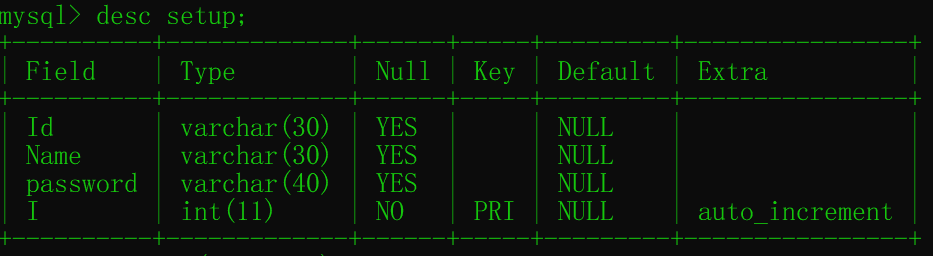 mysql> desc setup;
+----------+-------------+------+-----+---------+----------------+
| Field | Type | Null | Key | Default | Extra |
+----------+-------------+------+-----+---------+----------------+
| Id | varchar(30) | YES | | NULL | |
| Name | varchar(30) | YES | | NULL | |
| password | varchar(40) | YES | | NULL | |
| I | int(11) | NO | PRI | NULL | auto_increment |
+----------+-------------+------+-----+---------+----------------+